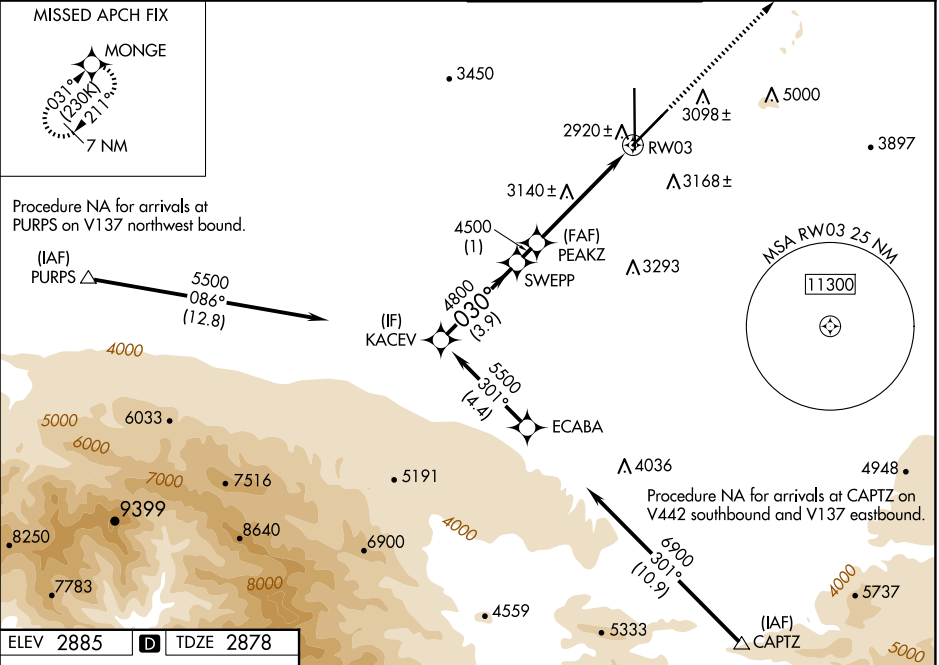 MISSED APCH FIX
MONGE
031°
(230K)
211°
7 NM
3450
5000
3098±
2920±
RW03
3897
3140±
3168±
Procedure NA for arrivals at
PURPS on V137 northwest bound.
4500
(1)
(FAF)
PEAKZ
SWEPP
3293
MSA RW03 25 NM
11300
(IAF)
PURPS
5500
086°
(12.8)
4800
030°
(3.9)
(IF)
KACEV
4000
5500
301°
(4.4)
ECABA
5000
6033
6000
7000
7516
5191
4036
4948
Procedure NA for arrivals at CAPTZ on
V442 southbound and V137 eastbound.
9399
8250
8640
6900
4000
6900
301°
(10.9)
7783
8000
4559
4000
5737
5333
(IAF)
CAPTZ
5000
ELEV 2885 D TDZE 2878